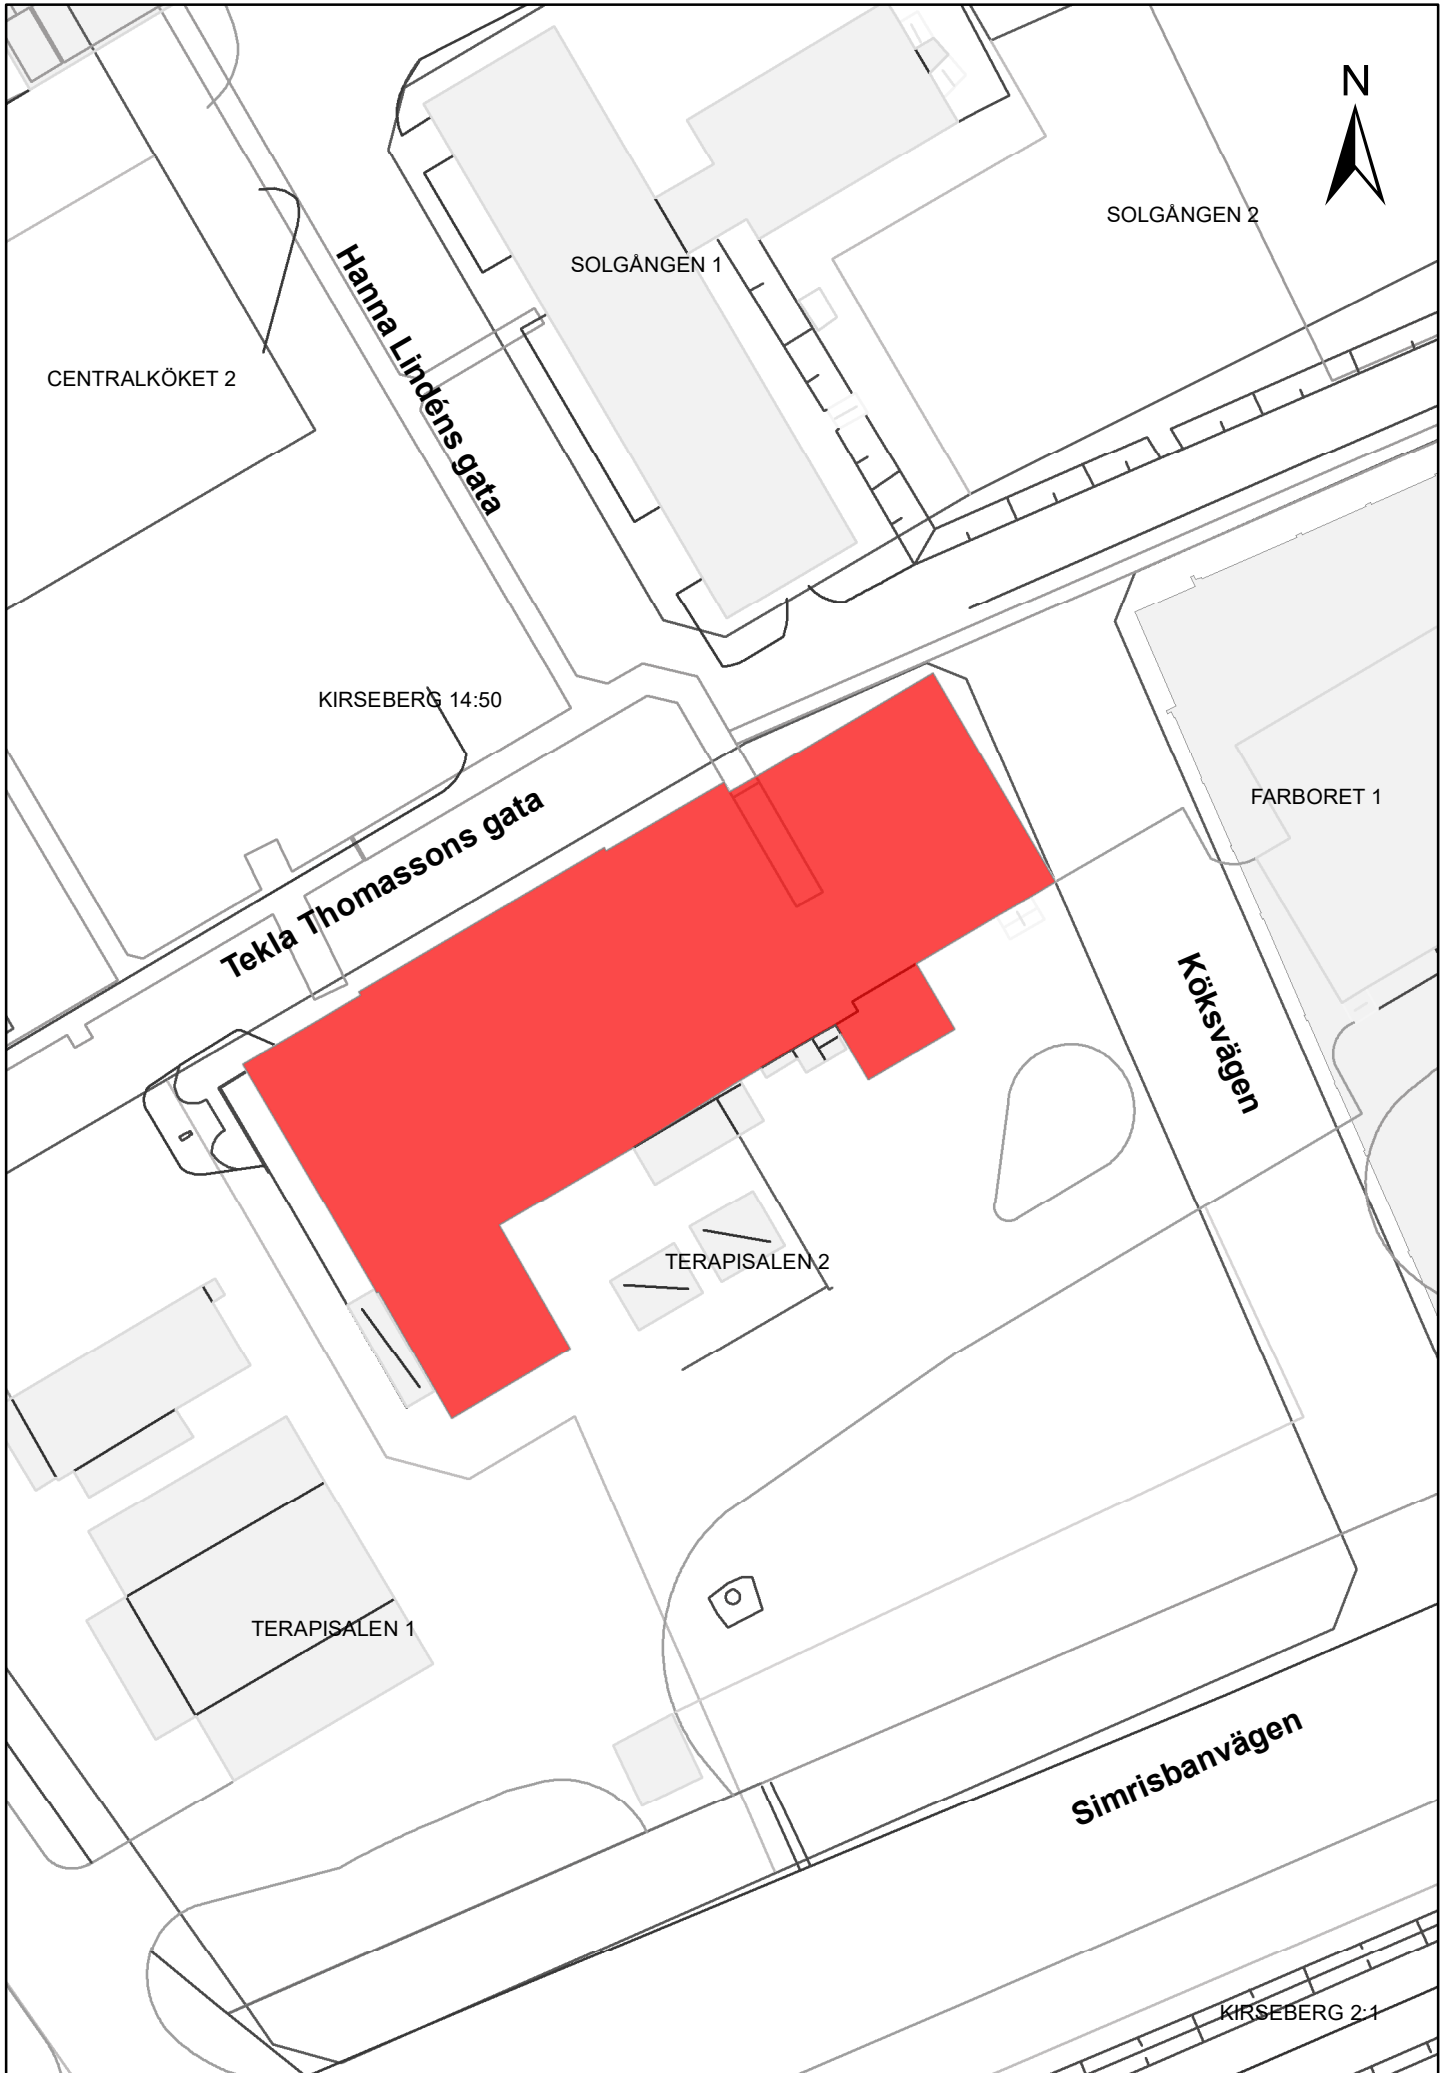 N
SOLGÅNGEN 2
SOLGÅNGEN 1
Hanna Lindéns gata
CENTRALKÖKET 2
KIRSEBERG 14:50
FARBORET 1
Tekla Thomassons gata
Köksvägen
TERAPISALEN 2
TERAPISALEN 1
Simrisbanvägen
KIRSEBERG 2:1